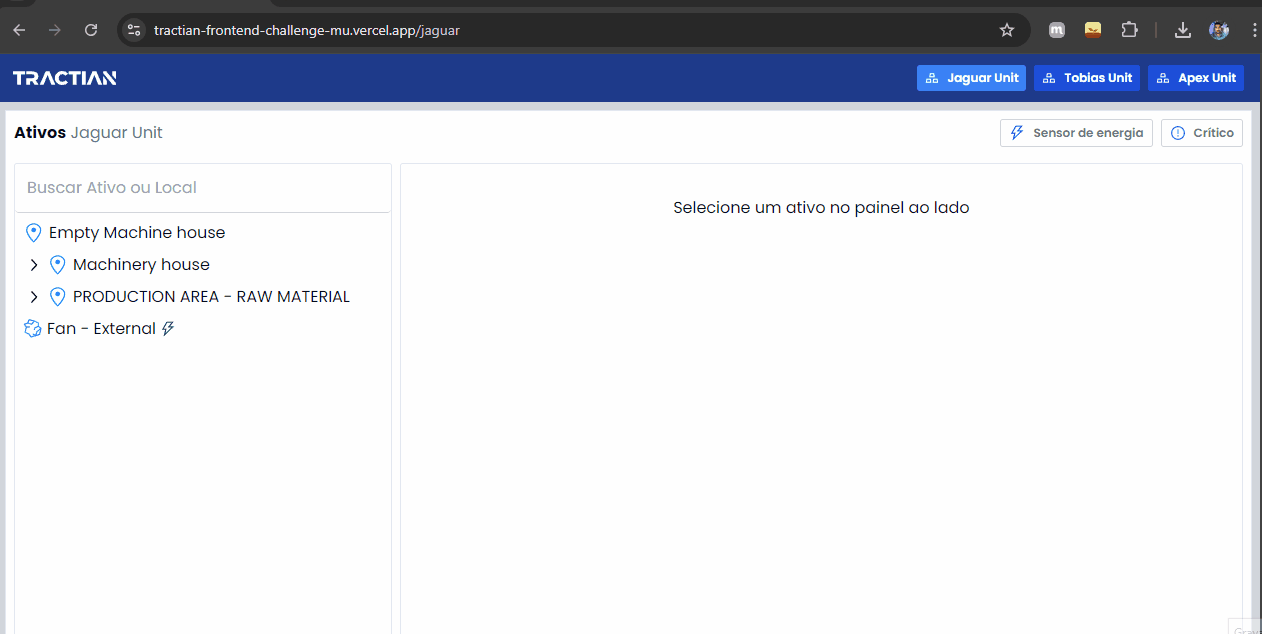 tractian-frontend-challenge-mu.vercel.app/jaguar
m
TRACTIAN
Jaguar Unit
Tobias Unit
Apex Unit
Ativos Jaguar Unit
Sensor de energia
Crítico
Buscar Ativo ou Local
Selecione um ativo no painel ao lado
Empty Machine house
Machinery house
PRODUCTION AREA - RAW MATERIAL
Fan - External